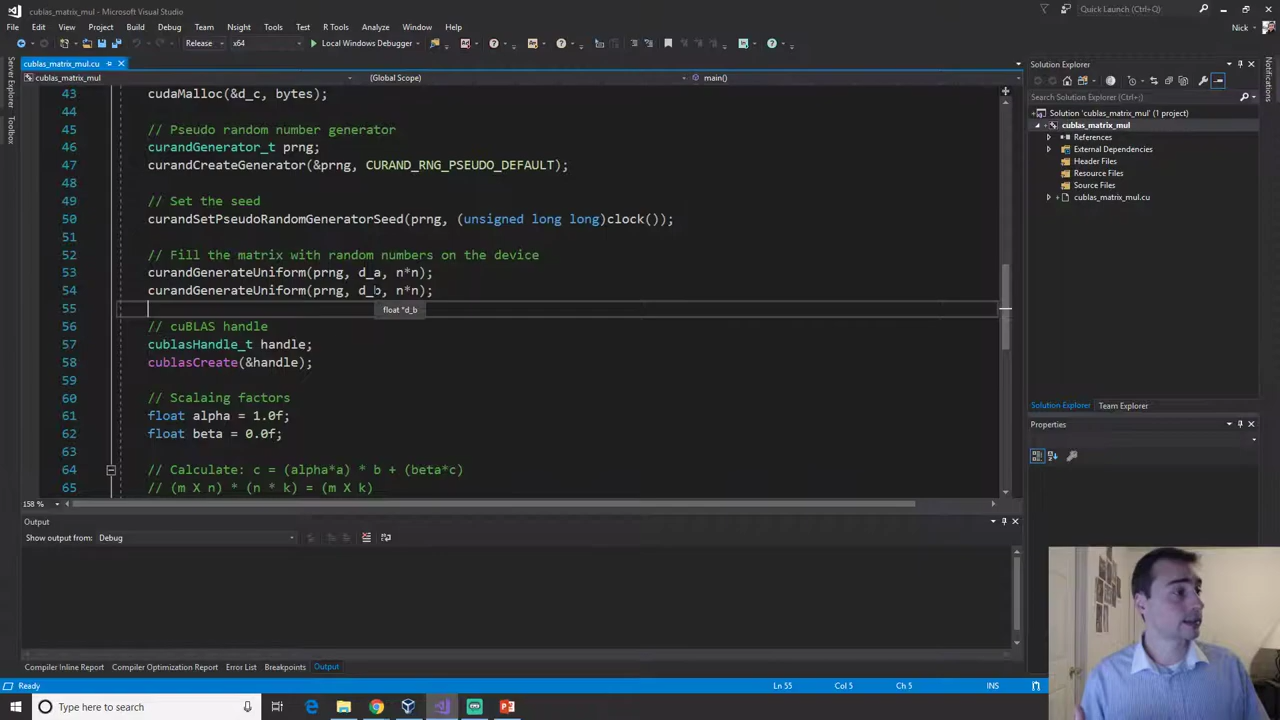 cublas_matrix_mul - Microsoft Visual Studio
Quick Launch (Ctrl+Q)
File Edit View Project Build Debug Team Nsight Tools Test R Tools Analyze Window Help
Nick
Release x64 Local Windows Debugger
cublas_matrix_mul.cu
cublas_matrix_mul (Global Scope) main()
Server Explorer
Toolbox
43 cudaMalloc(&d_c, bytes);
44
45 // Pseudo random number generator
46 curandGenerator_t prng;
47 curandCreateGenerator(&prng, CURAND_RNG_PSEUDO_DEFAULT);
48
49 // Set the seed
50 curandSetPseudoRandomGeneratorSeed(prng, (unsigned long long)clock());
51
52 // Fill the matrix with random numbers on the device
53 curandGenerateUniform(prng, d_a, n*n);
54 curandGenerateUniform(prng, d_b, n*n);
55
float *d_b
56 // cuBLAS handle
57 cublasHandle_t handle;
58 cublasCreate(&handle);
59
60 // Scalaing factors
61 float alpha = 1.0f;
62 float beta = 0.0f;
63
64 // Calculate: c = (alpha*a) * b + (beta*c)
65 // (m X n) * (n * k) = (m X k)
158 %
Output
Show output from: Debug
Compiler Inline Report Compiler Optimization Report Error List Breakpoints Output
Solution Explorer
Search Solution Explorer (Ctrl+;)
Solution 'cublas_matrix_mul' (1 project)
cublas_matrix_mul
References
External Dependencies
Header Files
Resource Files
Source Files
cublas_matrix_mul.cu
Solution Explorer Team Explorer
Properties
Notifications
Ready Ln 55 Col 5 Ch 5 INS
Type here to search